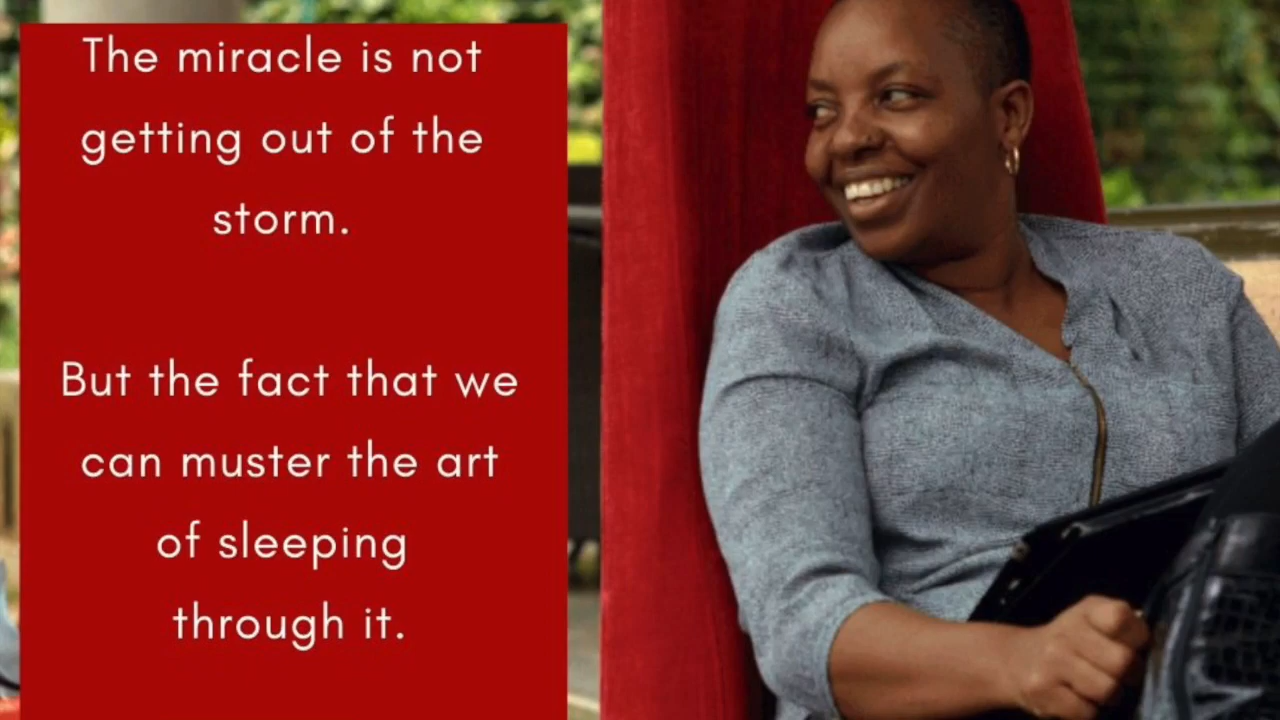 The miracle is not
getting out of the
storm.
But the fact that we
can muster the art
of sleeping
through it.